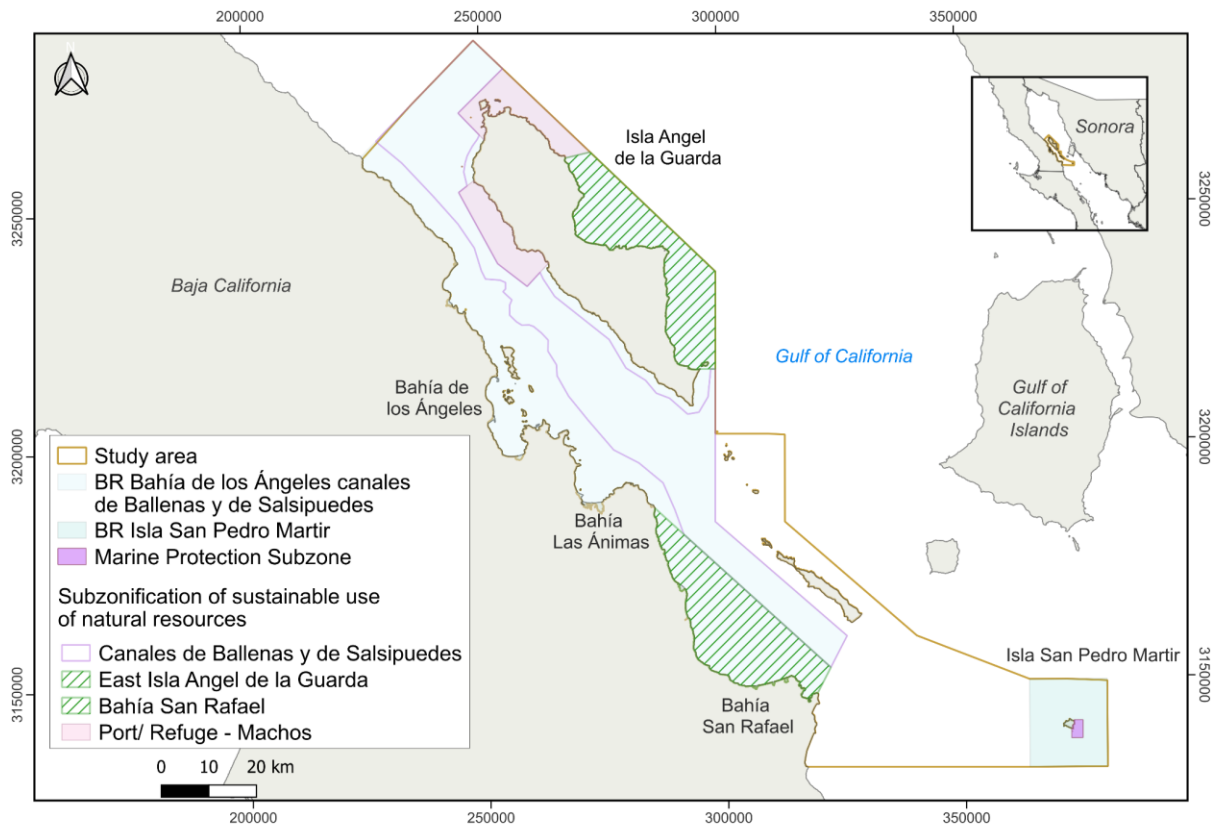 200000
250000
300000
350000
N
Sonora
Isla Angel
de la Guarda
3250000
3250000
Baja California
Gulf of California
Gulf of
California
Islands
Bahía de
los Ángeles
3200000
3200000
Study area
BR Bahía de los Ángeles canales
de Ballenas y de Salsipuedes
BR Isla San Pedro Martir
Marine Protection Subzone
Subzonification of sustainable use
of natural resources
Canales de Ballenas y de Salsipuedes
East Isla Angel de la Guarda
Bahía San Rafael
Port/ Refuge - Machos
Bahía
Las Ánimas
Isla San Pedro Martir
3150000
3150000
Bahía
San Rafael
0 10 20 km
200000
250000
300000
350000